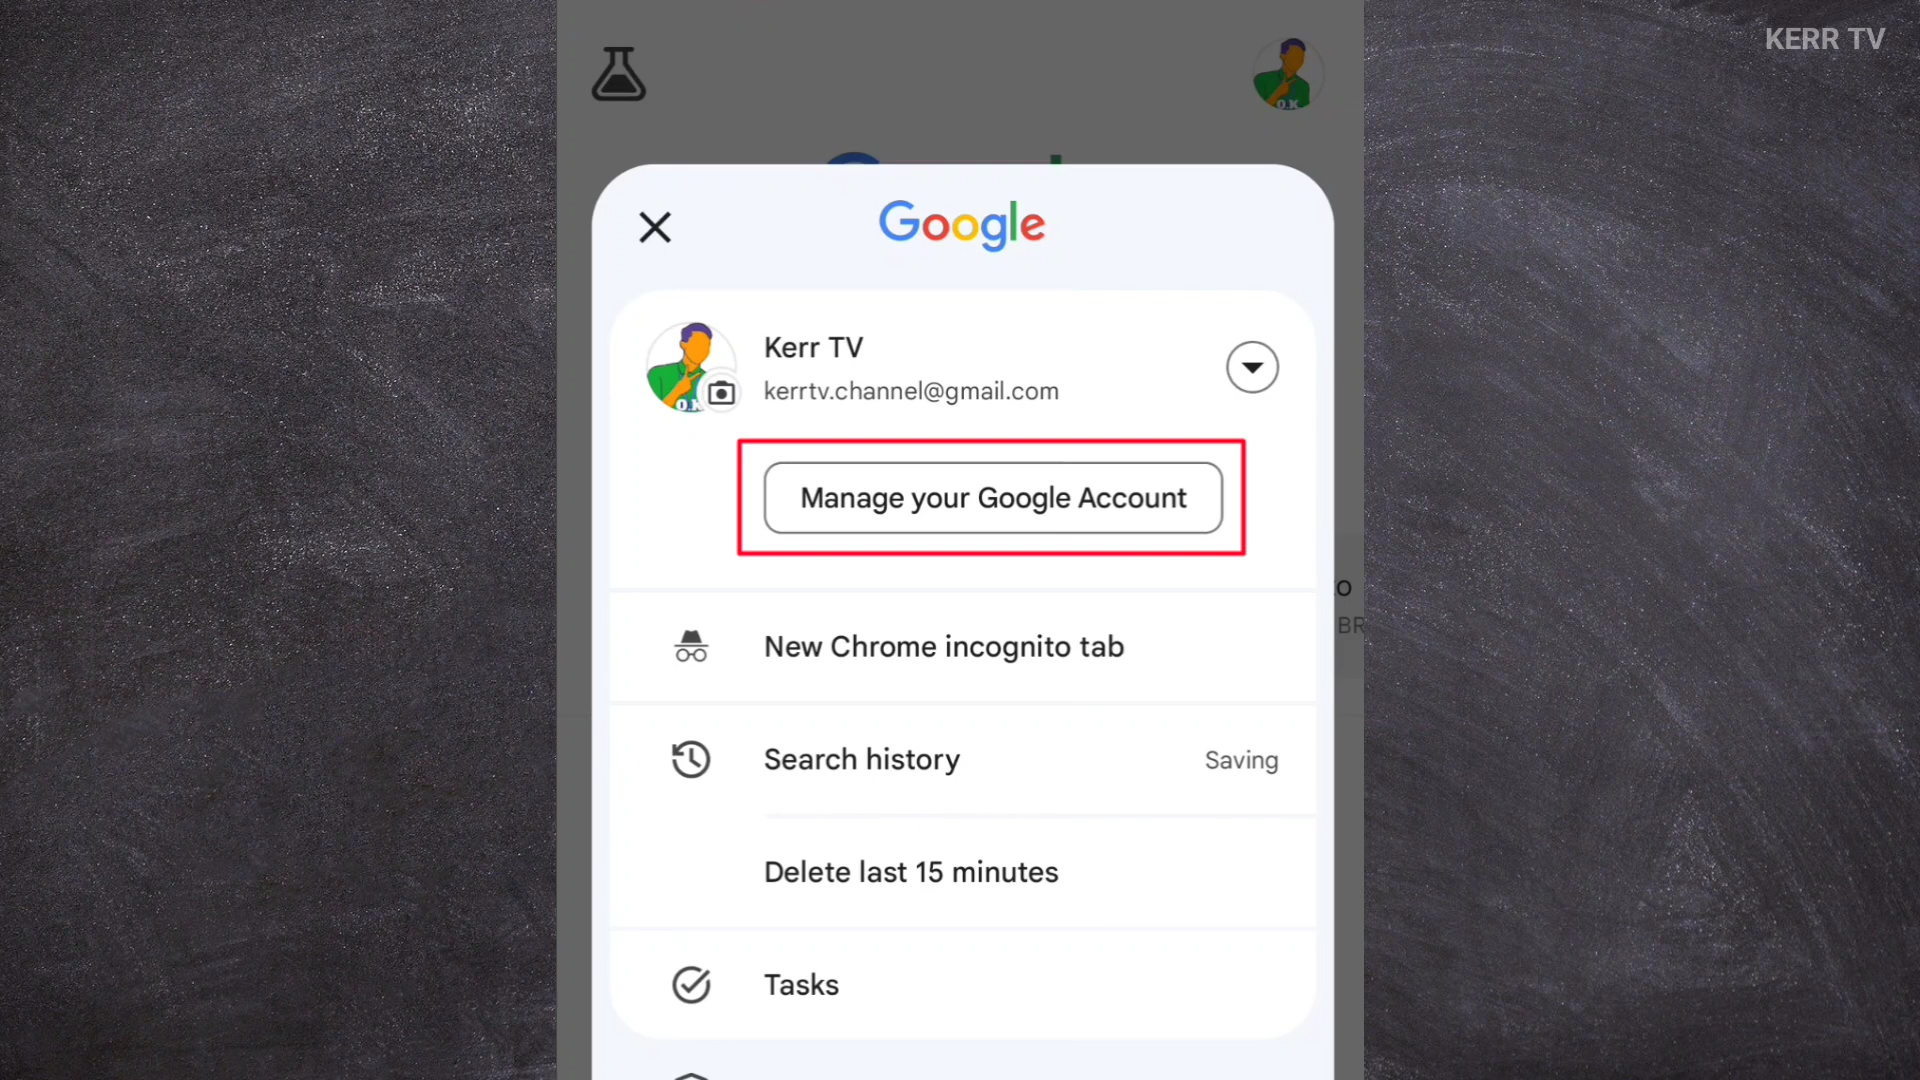 KERR TV
O.K
Google
Kerr TV
kerrtv.channel@gmail.com
O.K
Manage your Google Account
New Chrome incognito tab
Search history
Saving
Delete last 15 minutes
Tasks
BR